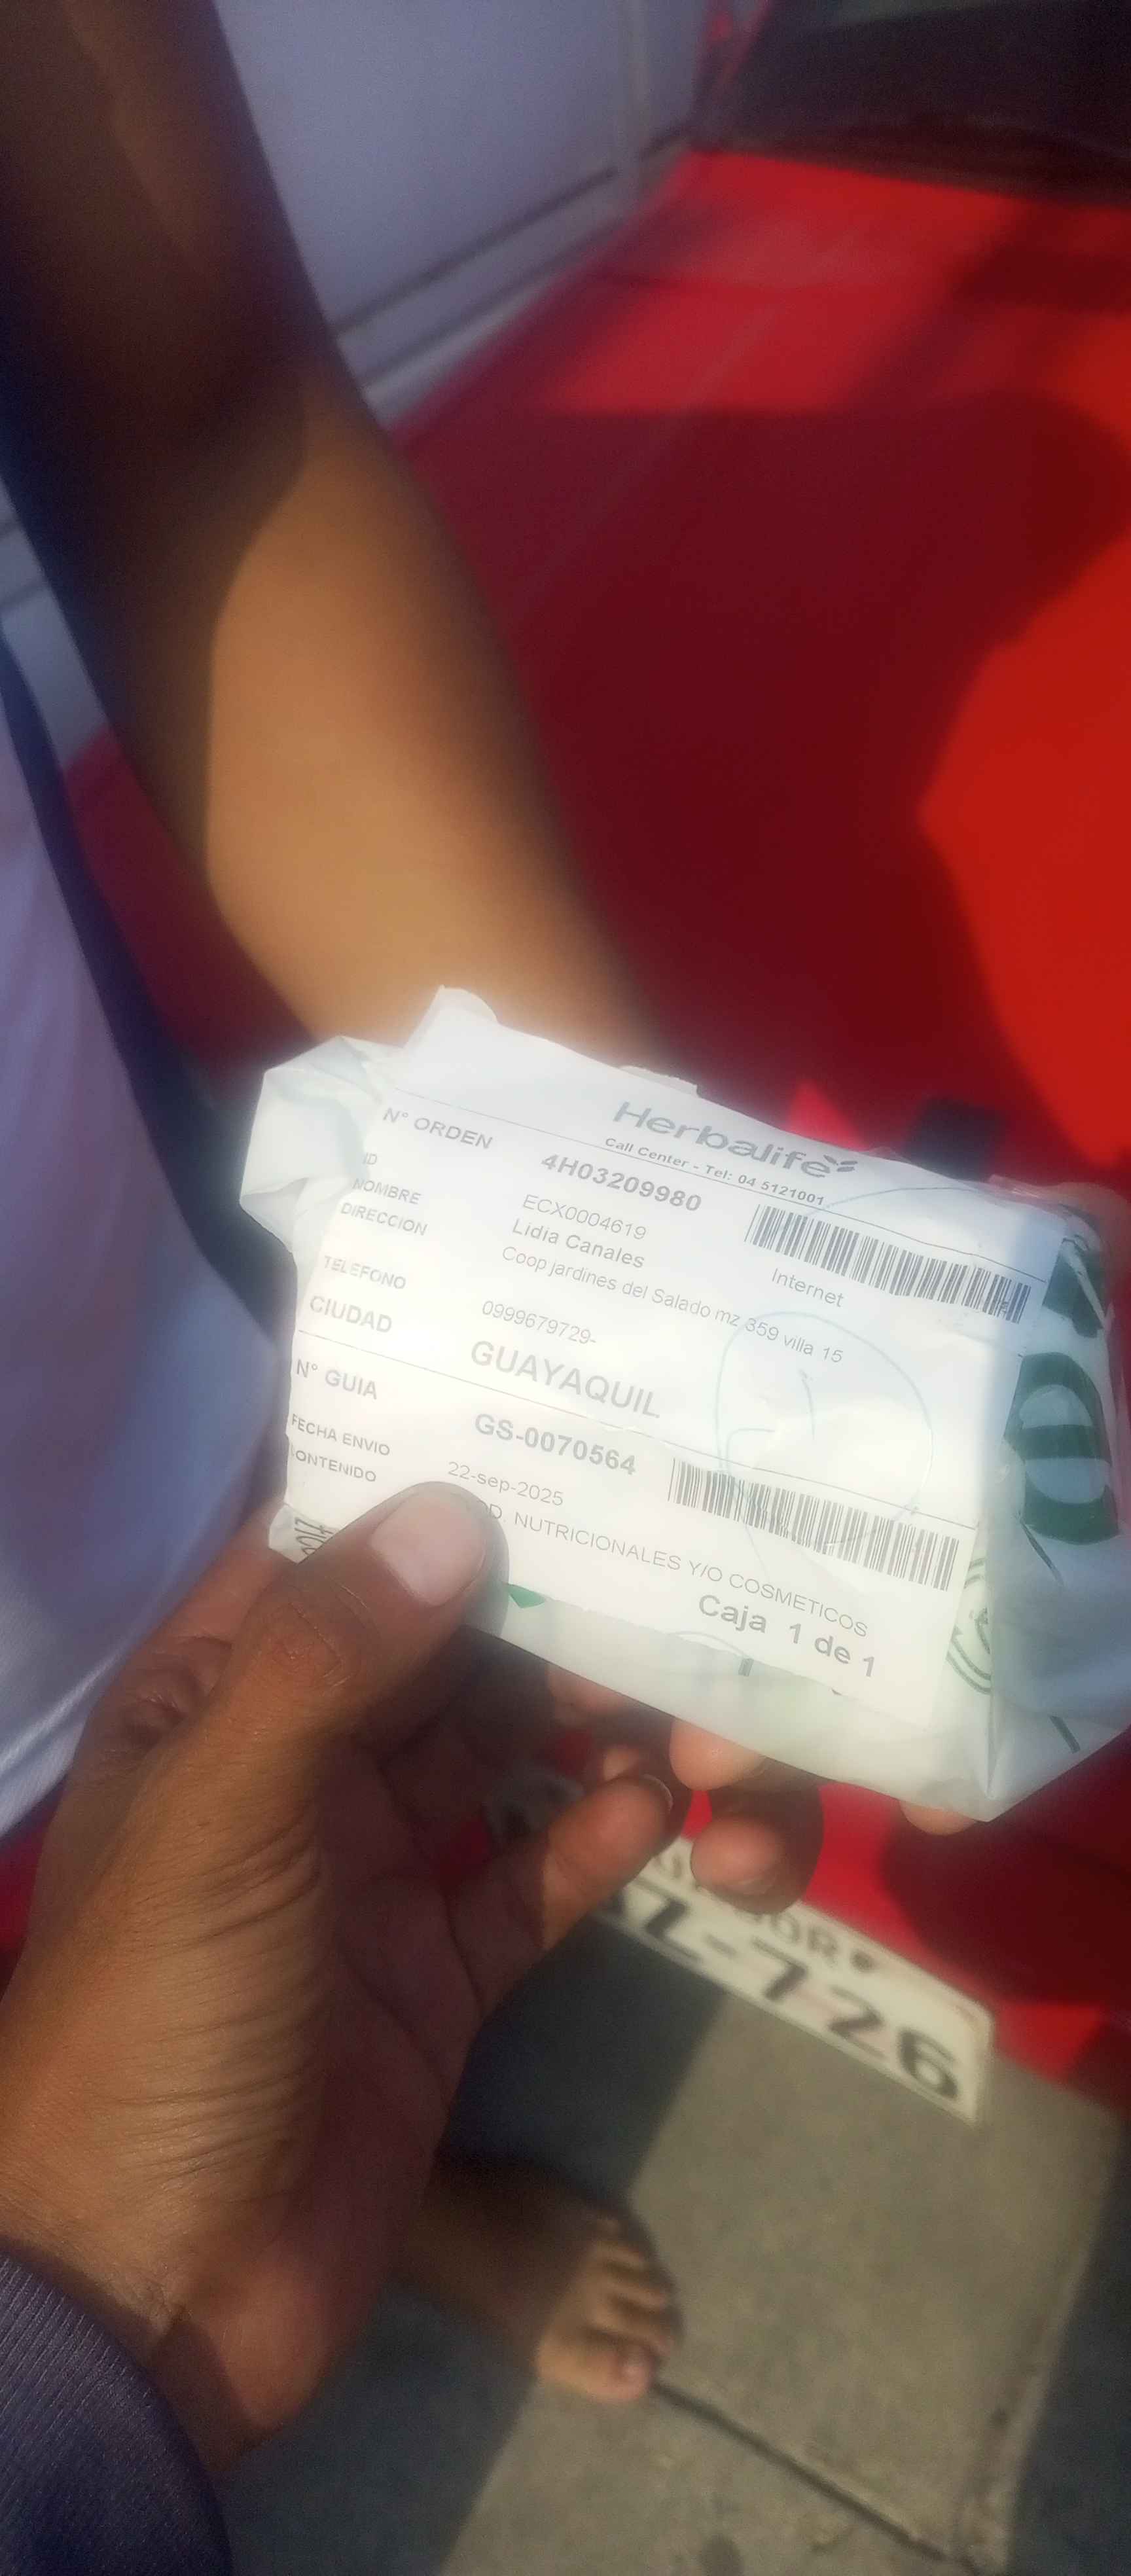 Herbalife
Call Center - Tel: 04 5121001
N° ORDEN 4H03209980
ID ECX0004619 Internet
NOMBRE Lidia Canales
DIRECCION Coop jardines del Salado mz 359 villa 15
TELEFONO 0999679729-
CIUDAD GUAYAQUIL
N° GUIA GS-0070564
FECHA ENVIO 22-sep-2025
NUTRICIONALES Y/O COSMETICOS
Caja 1 de 1
Z-726